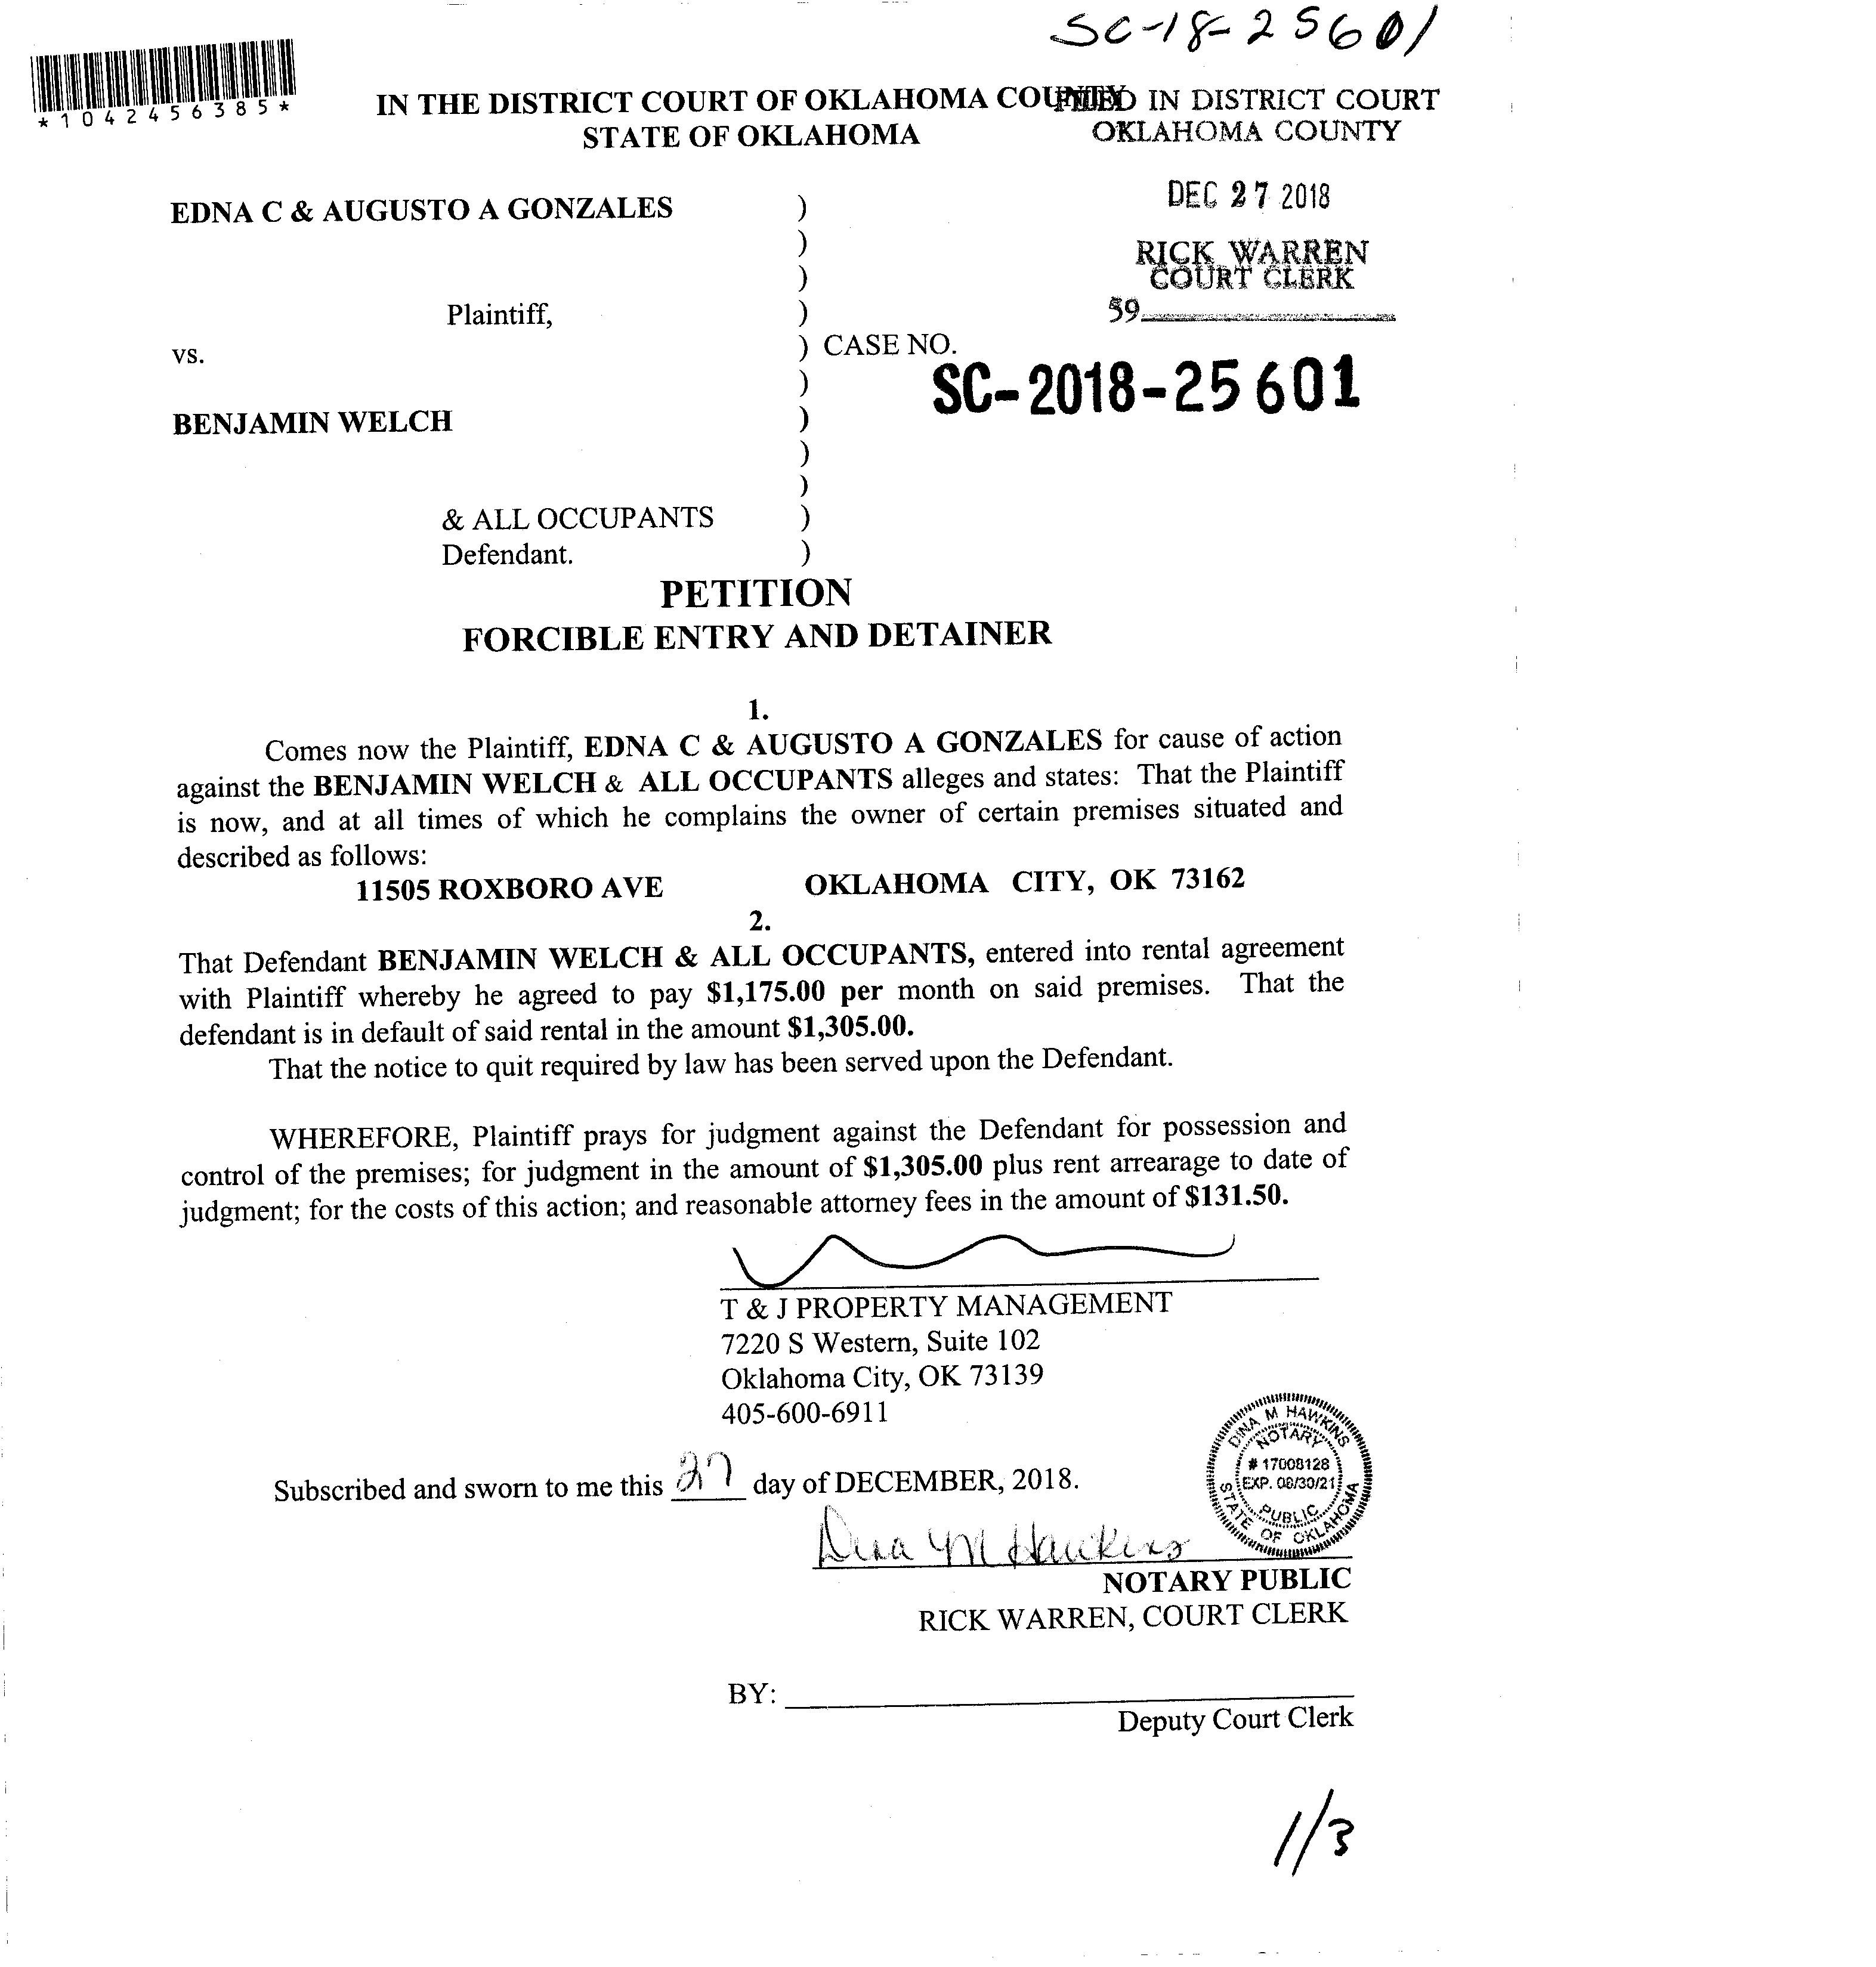 SC-18-25601
*1042456385*
IN THE DISTRICT COURT OF OKLAHOMA COUNTY
STATE OF OKLAHOMA
FILED IN DISTRICT COURT
OKLAHOMA COUNTY
DEC 27 2018
RICK WARREN
COURT CLERK
59
EDNA C & AUGUSTO A GONZALES )
)
)
Plaintiff, )
vs. ) CASE NO.
) SC-2018-25601
BENJAMIN WELCH )
)
)
& ALL OCCUPANTS )
Defendant. )
PETITION
FORCIBLE ENTRY AND DETAINER
1.
Comes now the Plaintiff, EDNA C & AUGUSTO A GONZALES for cause of action
against the BENJAMIN WELCH & ALL OCCUPANTS alleges and states: That the Plaintiff
is now, and at all times of which he complains the owner of certain premises situated and
described as follows:
11505 ROXBORO AVE OKLAHOMA CITY, OK 73162
2.
That Defendant BENJAMIN WELCH & ALL OCCUPANTS, entered into rental agreement
with Plaintiff whereby he agreed to pay $1,175.00 per month on said premises. That the
defendant is in default of said rental in the amount $1,305.00.
That the notice to quit required by law has been served upon the Defendant.
WHEREFORE, Plaintiff prays for judgment against the Defendant for possession and
control of the premises; for judgment in the amount of $1,305.00 plus rent arrearage to date of
judgment; for the costs of this action; and reasonable attorney fees in the amount of $131.50.
T & J PROPERTY MANAGEMENT
7220 S Western, Suite 102
Oklahoma City, OK 73139
405-600-6911
Subscribed and sworn to me this 27 day of DECEMBER, 2018.
DINA M HAWKINS
NOTARY
# 17008128
EXP. 08/30/21
PUBLIC
STATE OF OKLAHOMA
Dina M Hawkins
NOTARY PUBLIC
RICK WARREN, COURT CLERK
BY:
Deputy Court Clerk
1/3